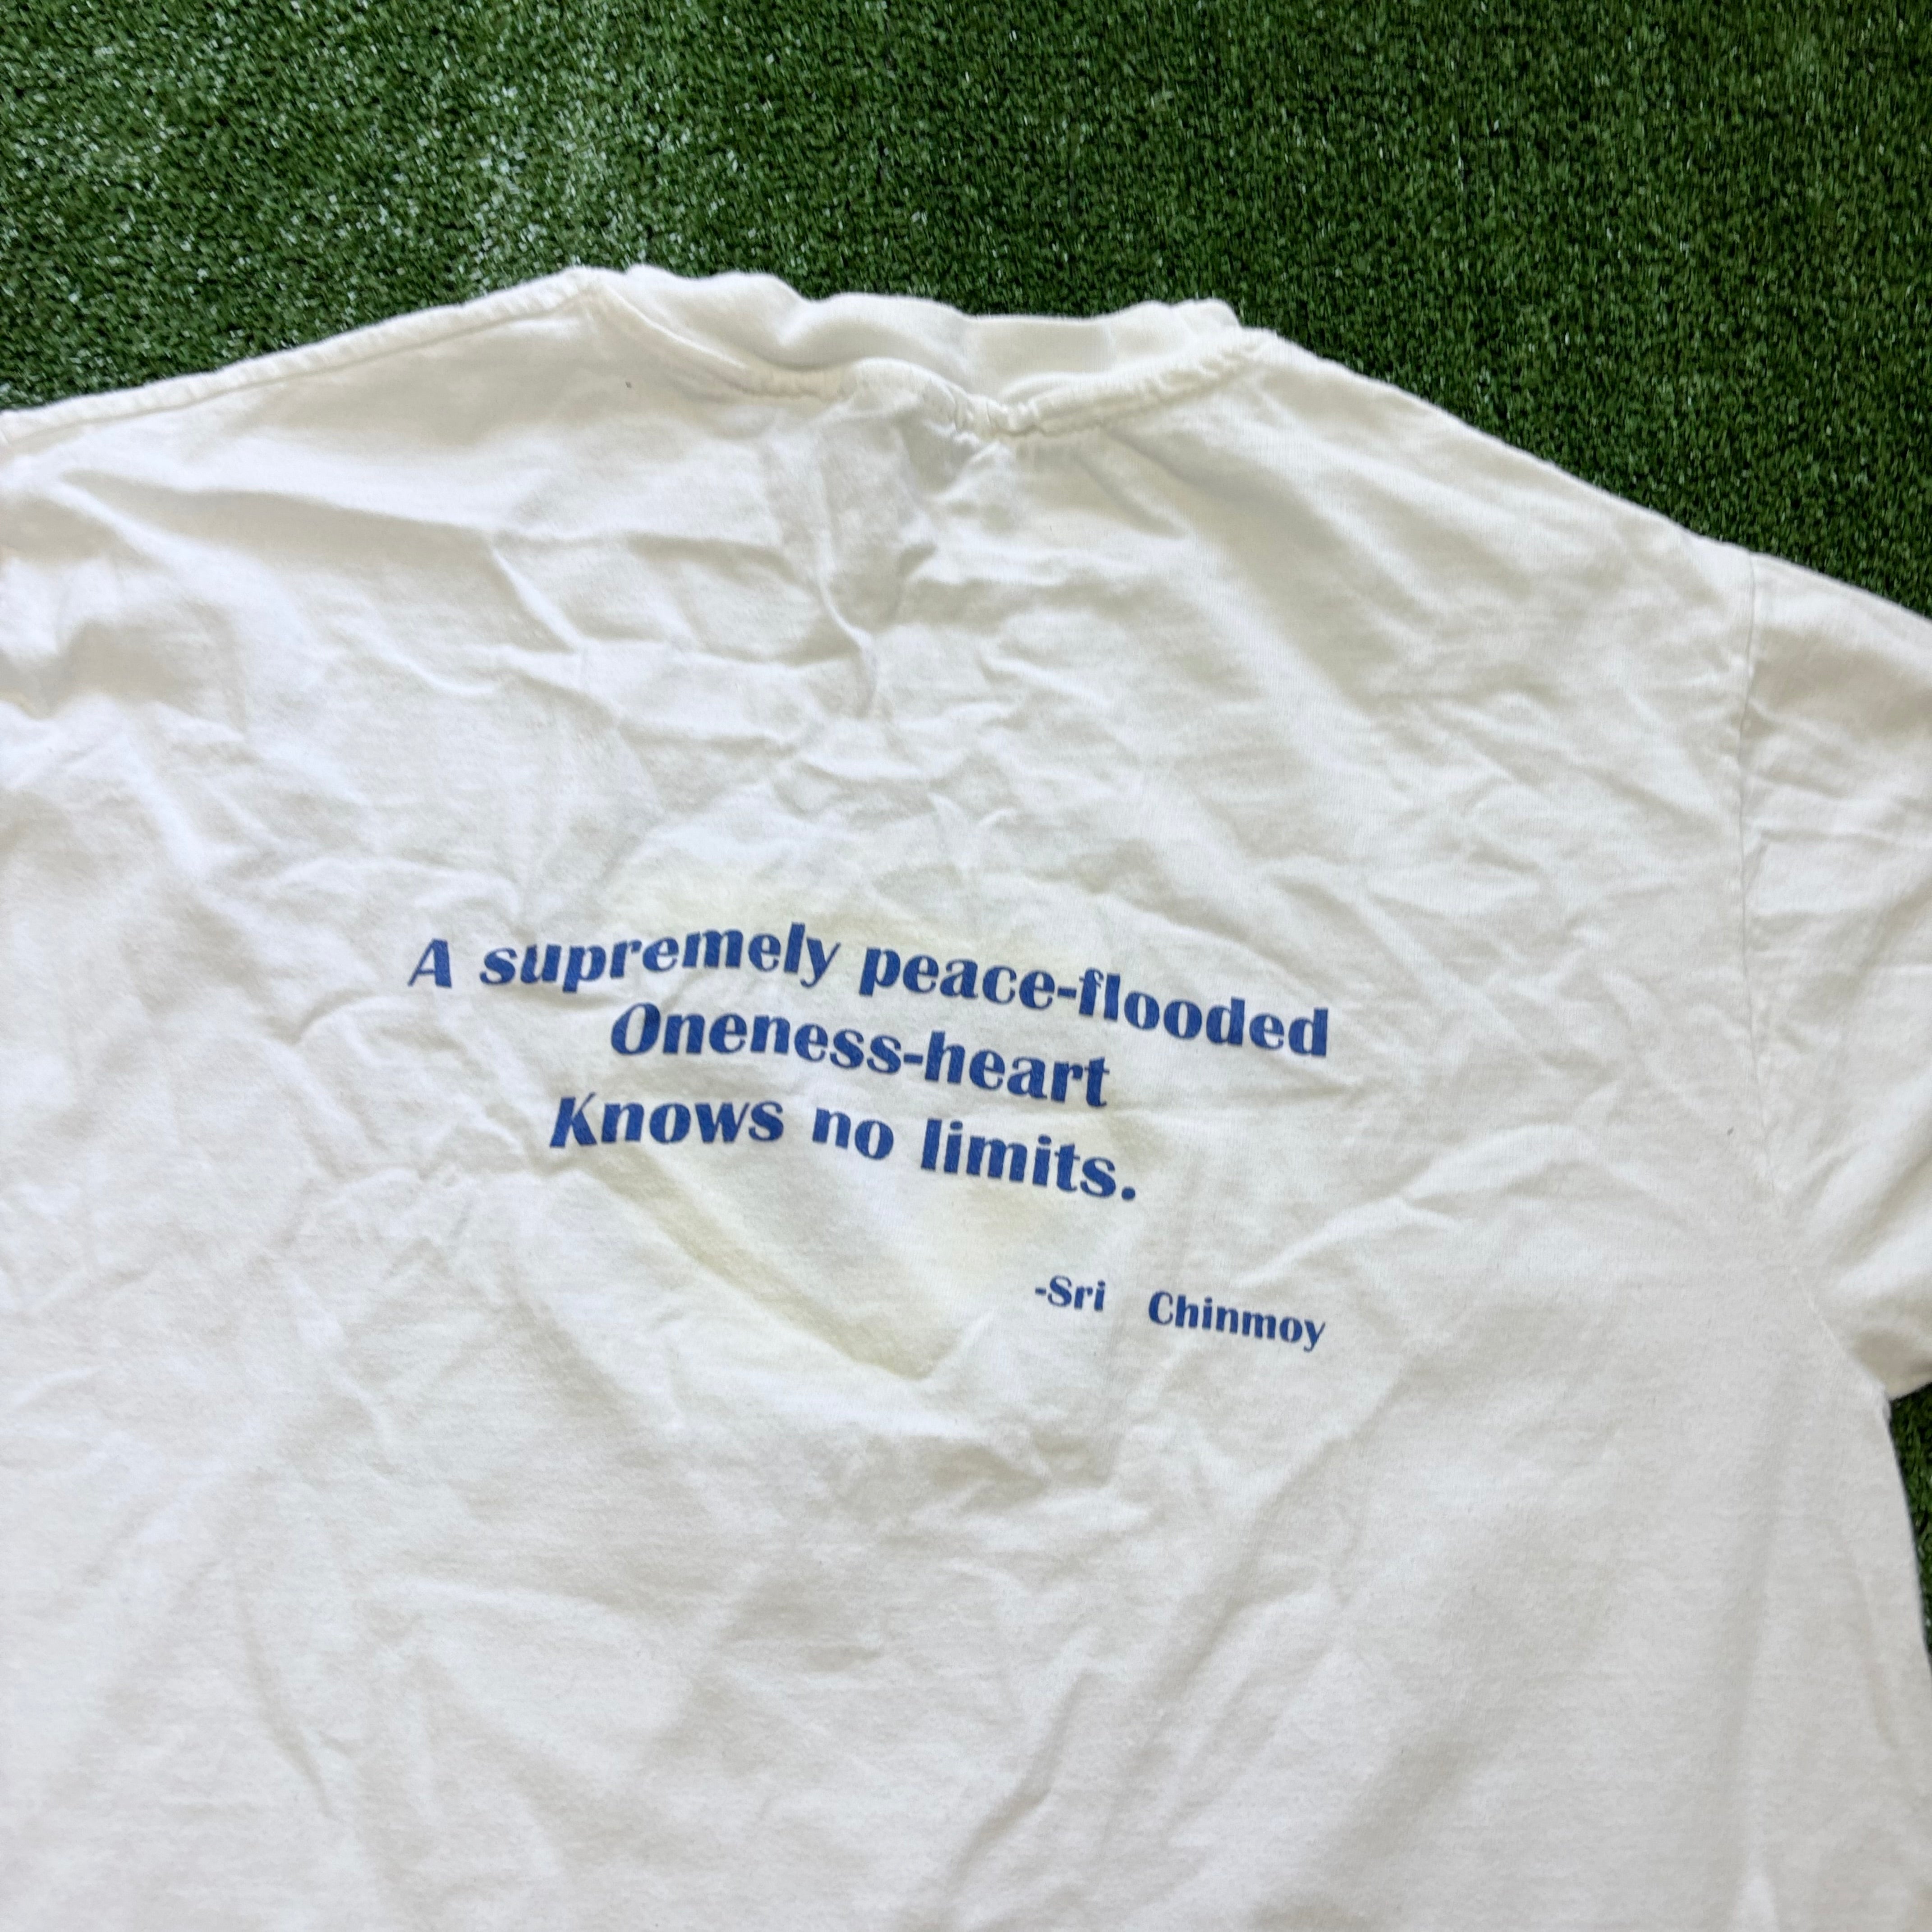 A supremely peace-flooded
Oneness-heart
Knows no limits.
-Sri Chinmoy